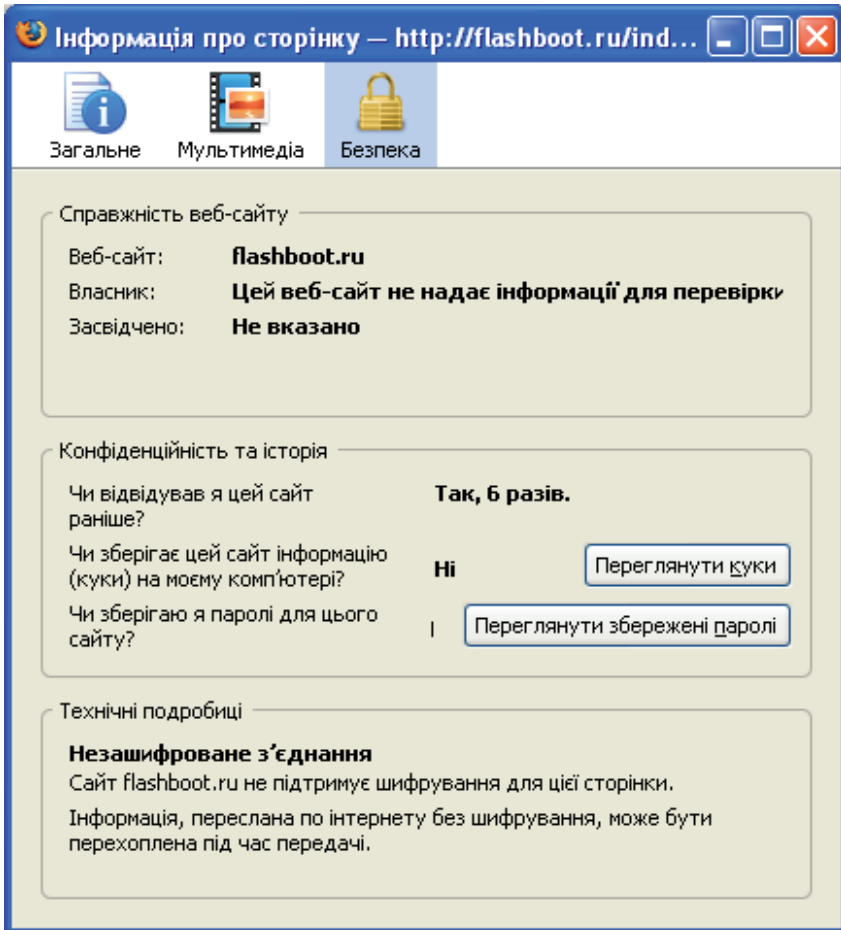 Інформація про сторінку — http://flashboot.ru/ind...
Загальне Мультимедіа Безпека
Справжність веб-сайту
Веб-сайт: flashboot.ru
Власник: Цей веб-сайт не надає інформації для перевірки
Засвідчено: Не вказано
Конфіденційність та історія
Чи відвідував я цей сайт
раніше?
Так, 6 разів.
Чи зберігає цей сайт інформацію
(куки) на моєму комп'ютері?
Ні
Переглянути куки
Чи зберігаю я паролі для цього
сайту?
Переглянути збережені паролі
Технічні подробиці
Незашифроване з'єднання
Сайт flashboot.ru не підтримує шифрування для цієї сторінки.
Інформація, переслана по інтернету без шифрування, може бути
перехоплена під час передачі.